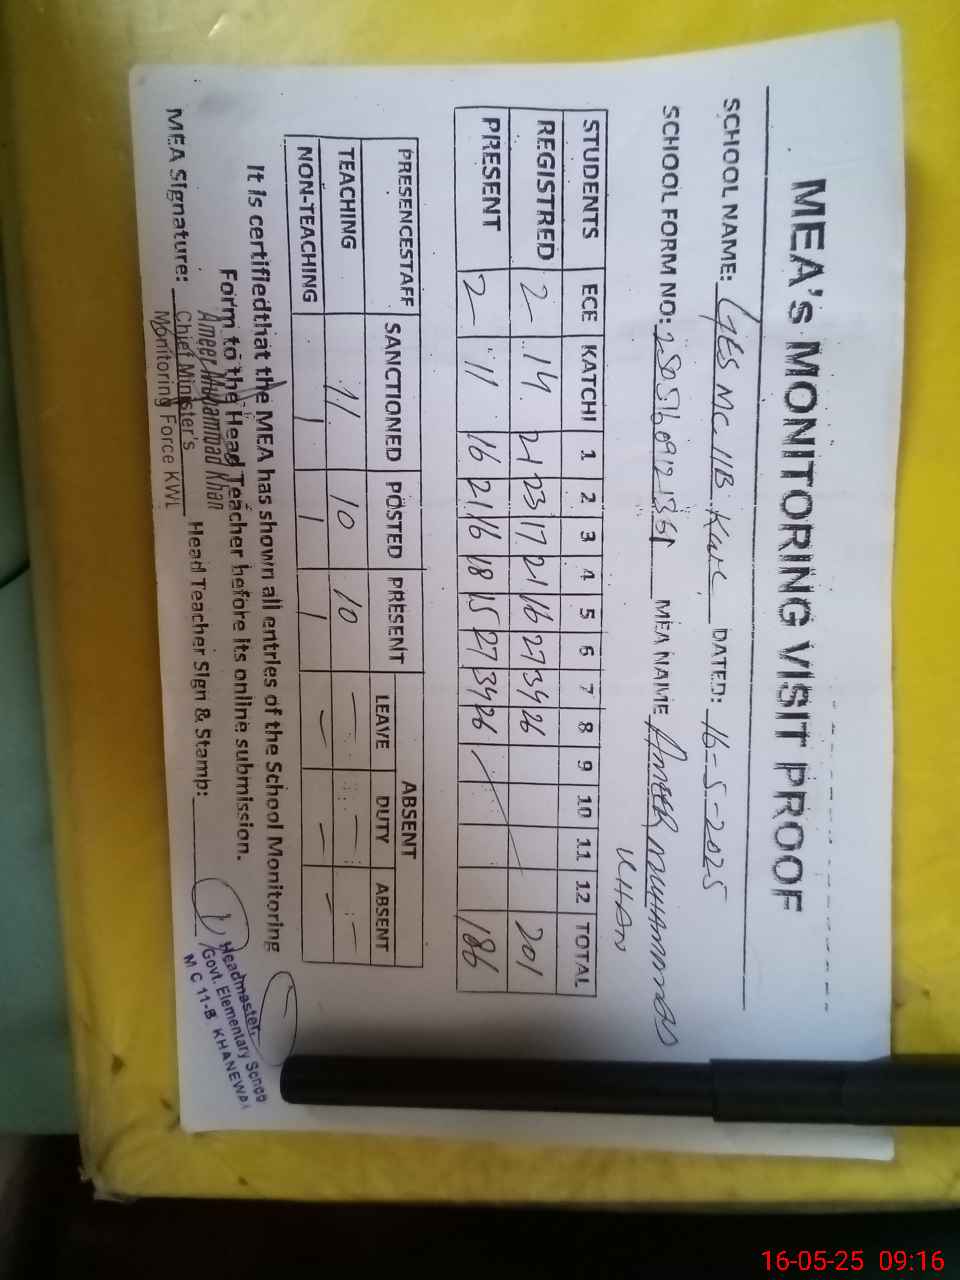 MEA's MONITORING VISIT PROOF
SCHOOL NAME: GES MC 11B KWL DATED: 16-5-2025
SCHOOL FORM NO: MEA NAME AMEER MUHAMMAD
KHAN
STUDENTS ECE KATCHI 1 2 3 4 5 6 7 8 9 10 11 12 TOTAL
REGISTRED 2 14 21 23 17 21 16 27 34 26 201
PRESENT 2 11 16 21 16 18 15 27 34 26 186
PRESENCESTAFF SANCTIONED POSTED PRESENT ABSENT
LEAVE DUTY ABSENT
TEACHING 11 10 10 — — —
NON-TEACHING 1 1 1 — — —
It is certifiedthat the MEA has shown all entries of the School Monitoring
Form to the Head Teacher before its online submission.
Ameer Muhammad Khan
MEA Signature: Chief Minister's Head Teacher Sign & Stamp:
Monitoring Force KWL
Headmaster,
Govt. Elementary Schoo
M C 11-B KHANEWAL
16-05-25 09:16